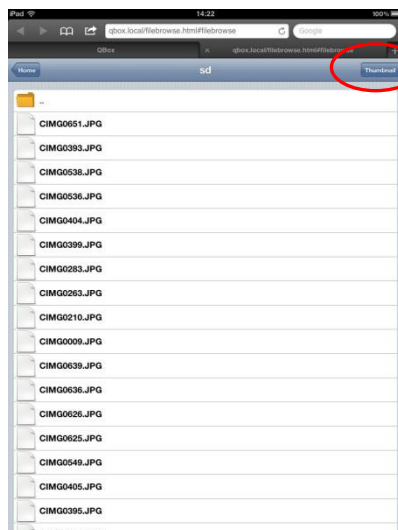 iPad 14:22 100%
qbox.local/filebrowse.html#filebrowse Google
QBox × qbox.local/filebrowse.html#filebrowse +
Home sd Thumbnail
..
CIMG0651.JPG
CIMG0393.JPG
CIMG0538.JPG
CIMG0536.JPG
CIMG0404.JPG
CIMG0399.JPG
CIMG0283.JPG
CIMG0263.JPG
CIMG0210.JPG
CIMG0009.JPG
CIMG0639.JPG
CIMG0636.JPG
CIMG0626.JPG
CIMG0625.JPG
CIMG0549.JPG
CIMG0405.JPG
CIMG0395.JPG